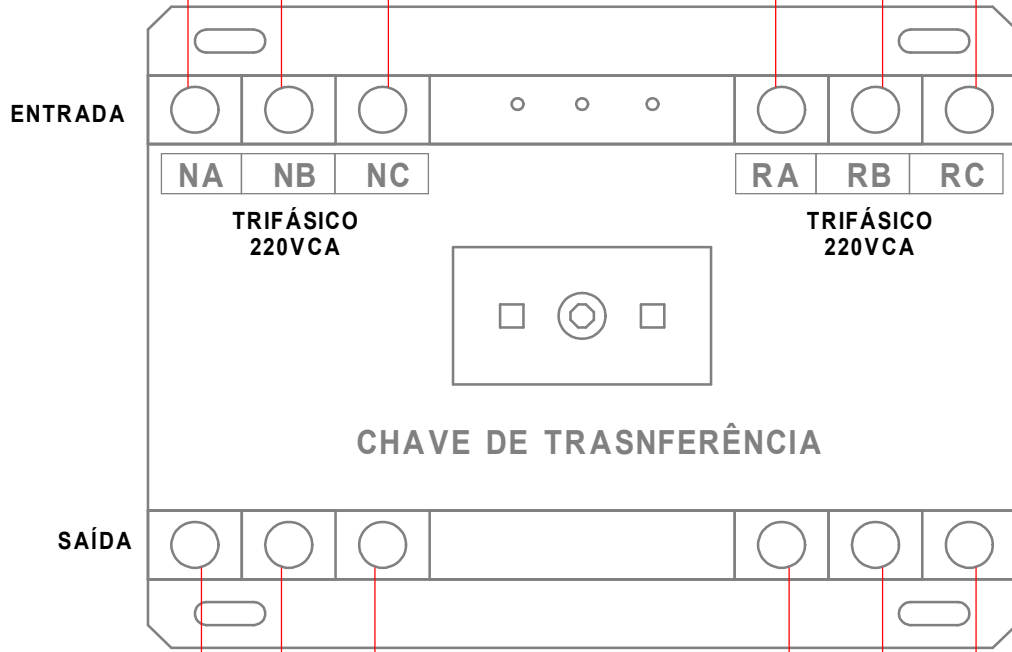 ENTRADA
NA NB NC RA RB RC
TRIFÁSICO
220VCA
TRIFÁSICO
220VCA
CHAVE DE TRASNFERÊNCIA
SAÍDA